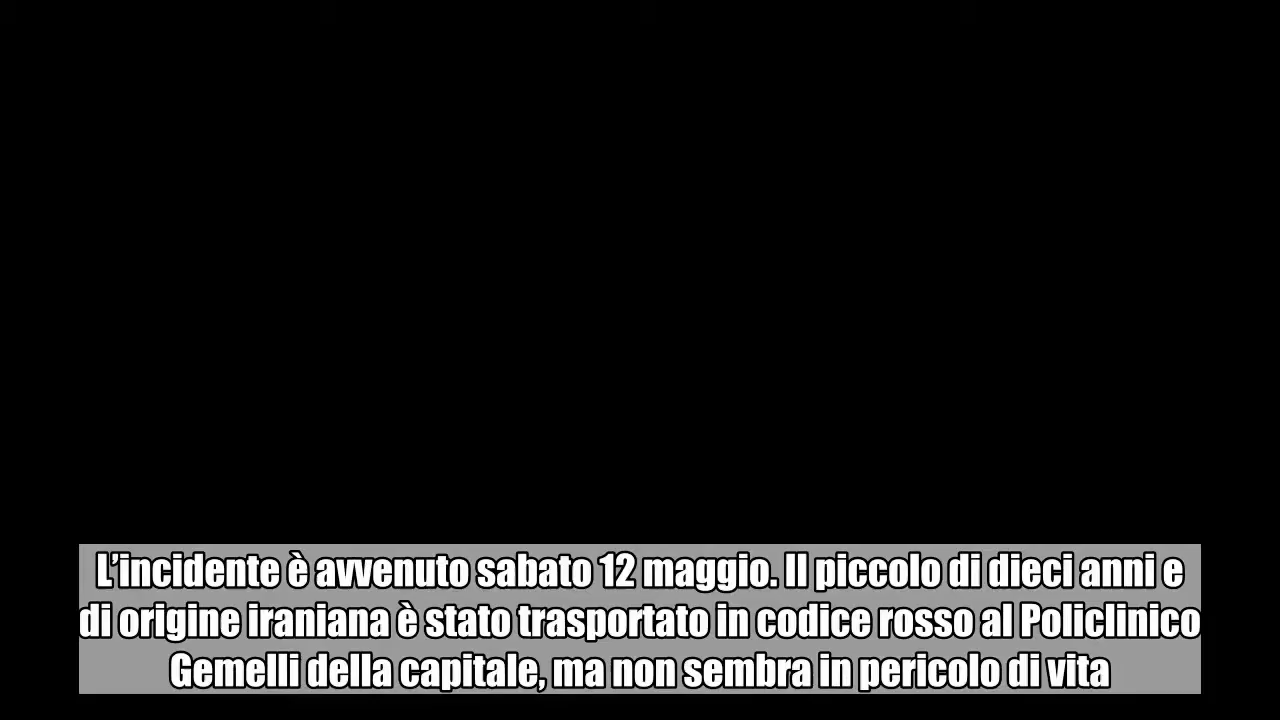 L’incidente è avvenuto sabato 12 maggio. Il piccolo di dieci anni e
di origine iraniana è stato trasportato in codice rosso al Policlinico
Gemelli della capitale, ma non sembra in pericolo di vita